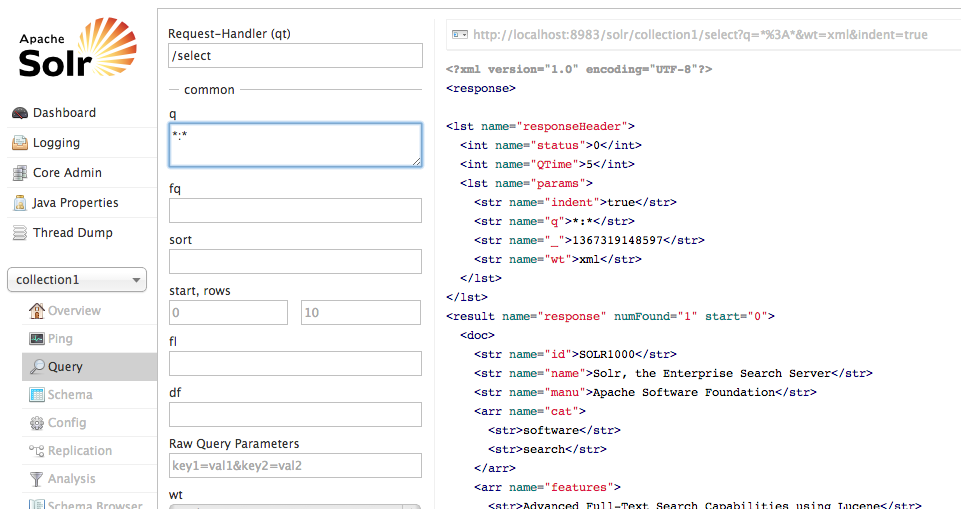 Apache
Solr
Dashboard
Logging
Core Admin
Java Properties
Thread Dump
collection1
Overview
Ping
Query
Schema
Config
Replication
Analysis
Schema Browser
Request-Handler (qt)
/select
common
q
*:*
fq
sort
start, rows
0 10
fl
df
Raw Query Parameters
key1=val1&key2=val2
wt
http://localhost:8983/solr/collection1/select?q=*%3A*&wt=xml&indent=true
<?xml version="1.0" encoding="UTF-8"?>
<response>
<lst name="responseHeader">
<int name="status">0</int>
<int name="QTime">5</int>
<lst name="params">
<str name="indent">true</str>
<str name="q">*:*</str>
<str name="_">1367319148597</str>
<str name="wt">xml</str>
</lst>
</lst>
<result name="response" numFound="1" start="0">
<doc>
<str name="id">SOLR1000</str>
<str name="name">Solr, the Enterprise Search Server</str>
<str name="manu">Apache Software Foundation</str>
<arr name="cat">
<str>software</str>
<str>search</str>
</arr>
<arr name="features">
<str>Advanced Full-Text Search Capabilities using Lucene</str>